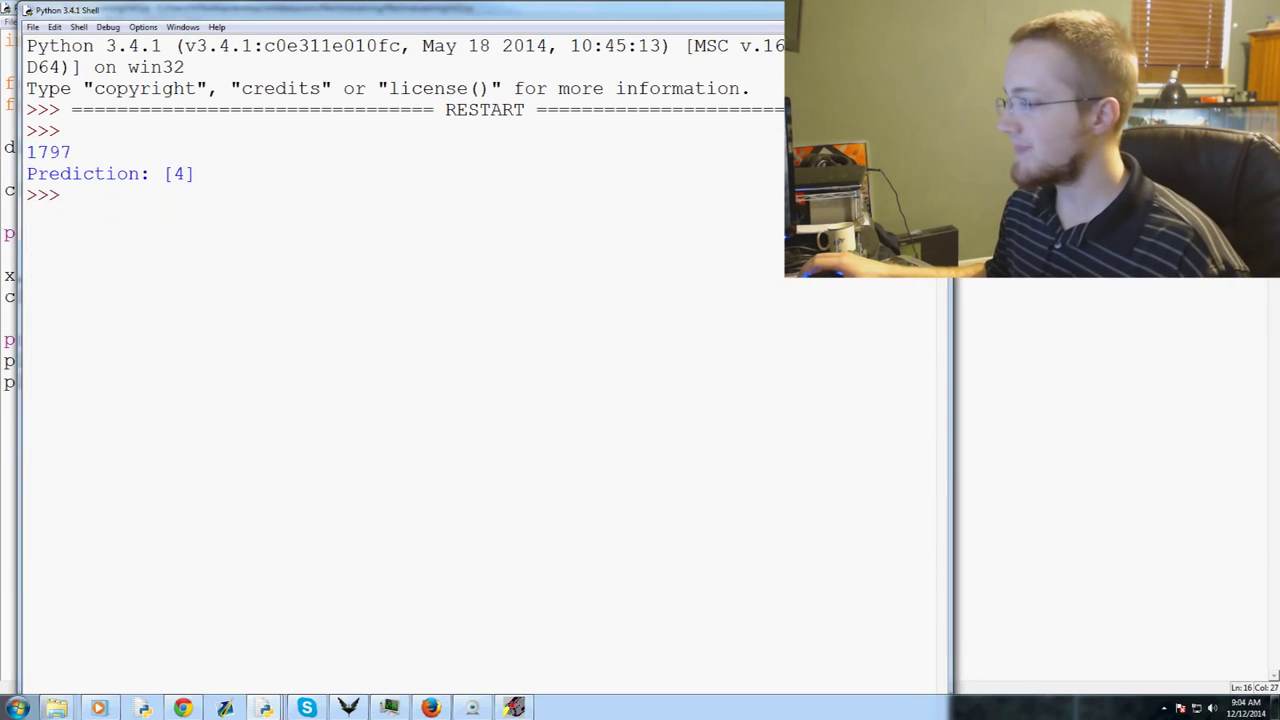 Python 3.4.1 Shell
File Edit Shell Debug Options Windows Help
Python 3.4.1 (v3.4.1:c0e311e010fc, May 18 2014, 10:45:13) [MSC v.16
D64)] on win32
Type "copyright", "credits" or "license()" for more information.
>>> ================================ RESTART ================================
>>>
1797
Prediction: [4]
>>>
Ln: 16 Col: 27
9:04 AM
12/12/2014